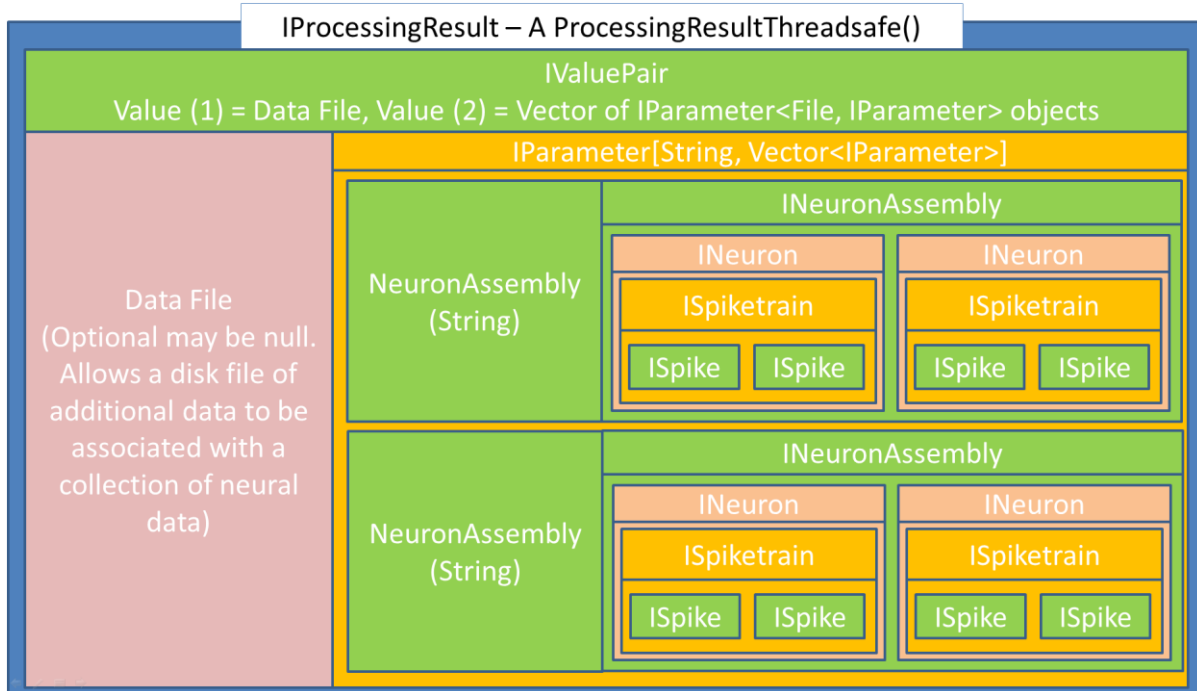 IProcessingResult – A ProcessingResultThreadsafe()
IValuePair
Value (1) = Data File, Value (2) = Vector of IParameter<File, IParameter> objects
Data File
(Optional may be null.
Allows a disk file of
additional data to be
associated with a
collection of neural
data)
IParameter[String, Vector<IParameter>]
NeuronAssembly
(String)
INeuronAssembly
INeuron
ISpiketrain
ISpike
ISpike
INeuron
ISpiketrain
ISpike
ISpike
NeuronAssembly
(String)
INeuronAssembly
INeuron
ISpiketrain
ISpike
ISpike
INeuron
ISpiketrain
ISpike
ISpike